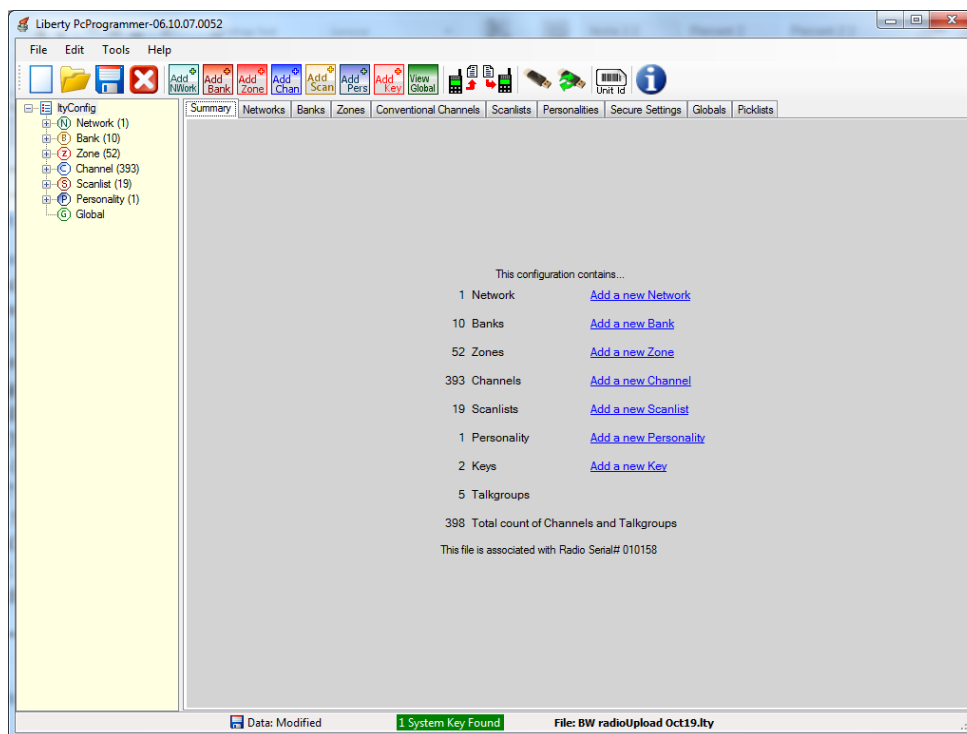 Liberty PcProgrammer-06.10.07.0052
File Edit Tools Help
Add NWork Add Bank Add Zone Add Chan Add Scan Add Pers Add Key View Global Unit Id
ltyConfig
Network (1)
Bank (10)
Zone (52)
Channel (393)
Scanlist (19)
Personality (1)
Global
Summary Networks Banks Zones Conventional Channels Scanlists Personalities Secure Settings Globals Picklists
This configuration contains...
1 Network Add a new Network
10 Banks Add a new Bank
52 Zones Add a new Zone
393 Channels Add a new Channel
19 Scanlists Add a new Scanlist
1 Personality Add a new Personality
2 Keys Add a new Key
5 Talkgroups
398 Total count of Channels and Talkgroups
This file is associated with Radio Serial# 010158
Data: Modified 1 System Key Found File: BW radioUpload Oct19.lty